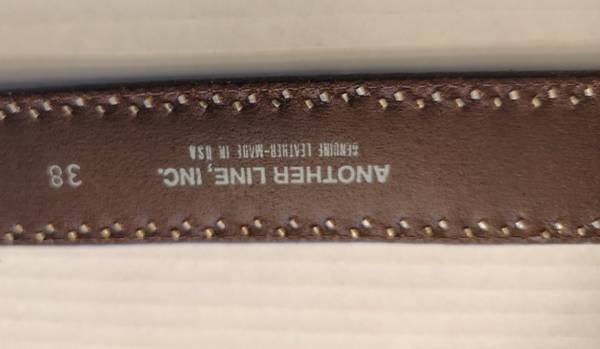 ANOTHER LINE, INC.
GENUINE LEATHER-MADE IN USA
38